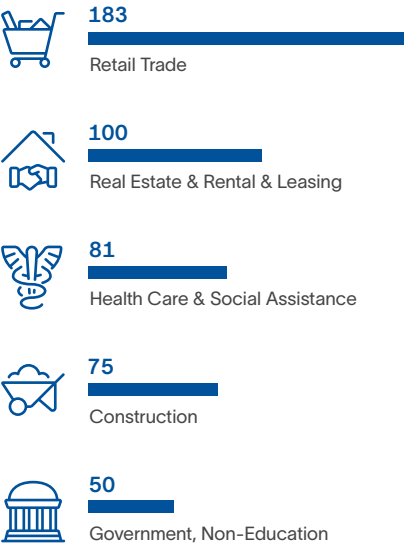 183
Retail Trade
100
Real Estate & Rental & Leasing
81
Health Care & Social Assistance
75
Construction
50
Government, Non-Education